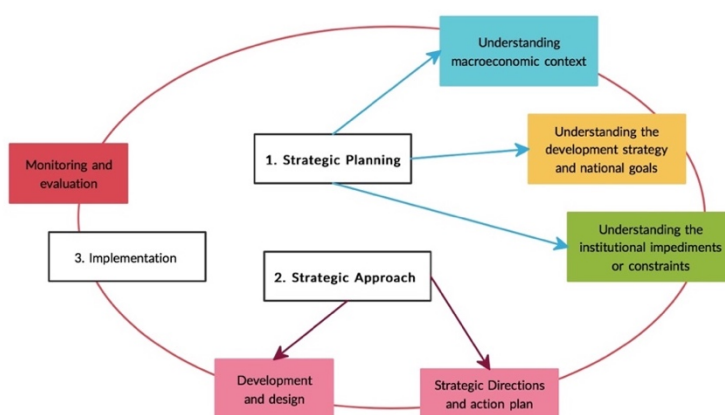 Understanding
macroeconomic context
1. Strategic Planning
Understanding the
development strategy
and national goals
Monitoring and
evaluation
Understanding the
institutional impediments
or constraints
3. Implementation
2. Strategic Approach
Development
and design
Strategic Directions
and action plan